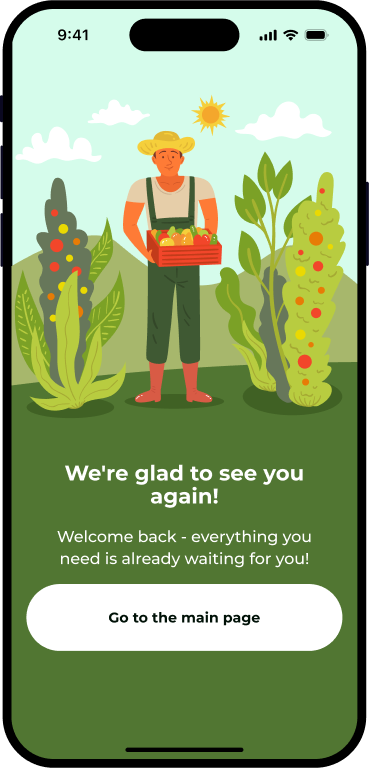 9:41
We're glad to see you
again!
Welcome back - everything you
need is already waiting for you!
Go to the main page